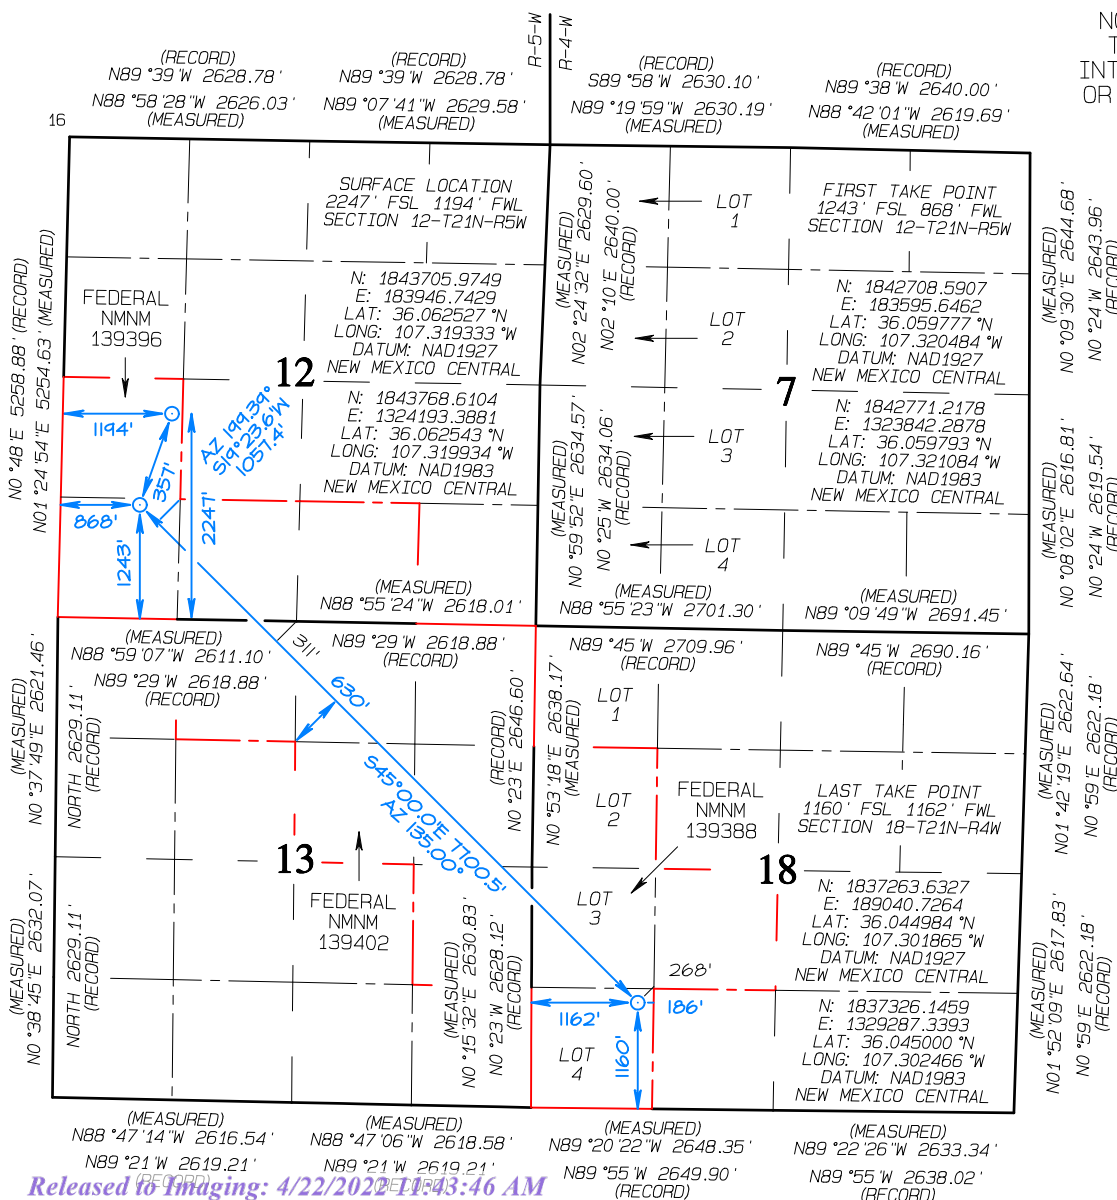 R-5-W
R-4-W
NO
T
INT
OR
(RECORD)
N89°39'W 2628.78'
N88°58'28"W 2626.03'
(MEASURED)
(RECORD)
N89°39'W 2628.78'
N89°07'41"W 2629.58'
(MEASURED)
(RECORD)
S89°58'W 2630.10'
N89°19'59"W 2630.19'
(MEASURED)
(RECORD)
N89°38'W 2640.00'
N88°42'01"W 2619.69'
(MEASURED)
16
SURFACE LOCATION
2247' FSL 1194' FWL
SECTION 12-T21N-R5W
N: 1843705.9749
E: 183946.7429
LAT: 36.062527°N
LONG: 107.319333°W
DATUM: NAD1927
NEW MEXICO CENTRAL
N: 1843768.6104
E: 1324193.3881
LAT: 36.062543°N
LONG: 107.319934°W
DATUM: NAD1983
NEW MEXICO CENTRAL
FEDERAL
NMNM
139396
12
N0°48'E 5258.88' (RECORD)
N01°24'54"E 5254.63' (MEASURED)
1194'
AZ 199.39°
S19°23.6'W
1057.4'
357'
2247'
868'
1243'
(MEASURED)
N02°24'32"E 2629.60'
N02°10'E 2640.00'
(RECORD)
LOT
1
LOT
2
LOT
3
LOT
4
7
FIRST TAKE POINT
1243' FSL 868' FWL
SECTION 12-T21N-R5W
N: 1842708.5907
E: 183595.6462
LAT: 36.059777°N
LONG: 107.320484°W
DATUM: NAD1927
NEW MEXICO CENTRAL
N: 1842771.2178
E: 1323842.2878
LAT: 36.059793°N
LONG: 107.321084°W
DATUM: NAD1983
NEW MEXICO CENTRAL
(MEASURED)
N0°09'30"E 2644.68'
N0°24'W 2643.96'
(RECORD)
(MEASURED)
N0°59'52"E 2634.57'
N0°25'W 2634.06'
(RECORD)
(MEASURED)
N0°08'02"E 2616.81'
N0°24'W 2619.54'
(RECORD)
(MEASURED)
N88°55'24"W 2618.01'
(MEASURED)
N88°55'23"W 2701.30'
N89°09'49"W 2691.45'
(MEASURED)
N88°59'07"W 2611.10'
N89°29'W 2618.88'
(RECORD)
311'
N89°29'W 2618.88'
(RECORD)
N89°45'W 2709.96'
(RECORD)
N89°45'W 2690.16'
(RECORD)
(MEASURED)
N0°37'49"E 2621.46'
NORTH 2629.11'
(RECORD)
630'
S45°00.0'E 7700.5'
AZ 135.00°
(RECORD)
N0°23'E 2646.60'
N0°53'18"E 2638.17'
(MEASURED)
LOT
1
LOT
2
LOT
3
LOT
4
FEDERAL
NMNM
139388
LAST TAKE POINT
1160' FSL 1162' FWL
SECTION 18-T21N-R4W
N: 1837263.6327
E: 189040.7264
LAT: 36.044984°N
LONG: 107.301865°W
DATUM: NAD1927
NEW MEXICO CENTRAL
N: 1837326.1459
E: 1329287.3393
LAT: 36.045000°N
LONG: 107.302466°W
DATUM: NAD1983
NEW MEXICO CENTRAL
(MEASURED)
N01°42'19"E 2622.64'
N0°59'E 2622.18'
(RECORD)
13
18
FEDERAL
NMNM
139402
(MEASURED)
N0°38'45"E 2632.07'
NORTH 2629.11'
(RECORD)
(MEASURED)
N0°15'32"E 2630.83'
N0°23'W 2628.12'
(RECORD)
268'
1162'
186'
1160'
(MEASURED)
N01°52'09"E 2617.83'
N0°59'E 2622.18'
(RECORD)
(MEASURED)
N88°47'14"W 2616.54'
N89°21'W 2619.21'
(RECORD)
(MEASURED)
N88°47'06"W 2618.58'
N89°21'W 2619.21'
(RECORD)
(MEASURED)
N89°20'22"W 2648.35'
N89°55'W 2649.90'
(RECORD)
(MEASURED)
N89°22'26"W 2633.34'
N89°55'W 2638.02'
(RECORD)
Released to Imaging: 4/22/2021 11:43:46 AM